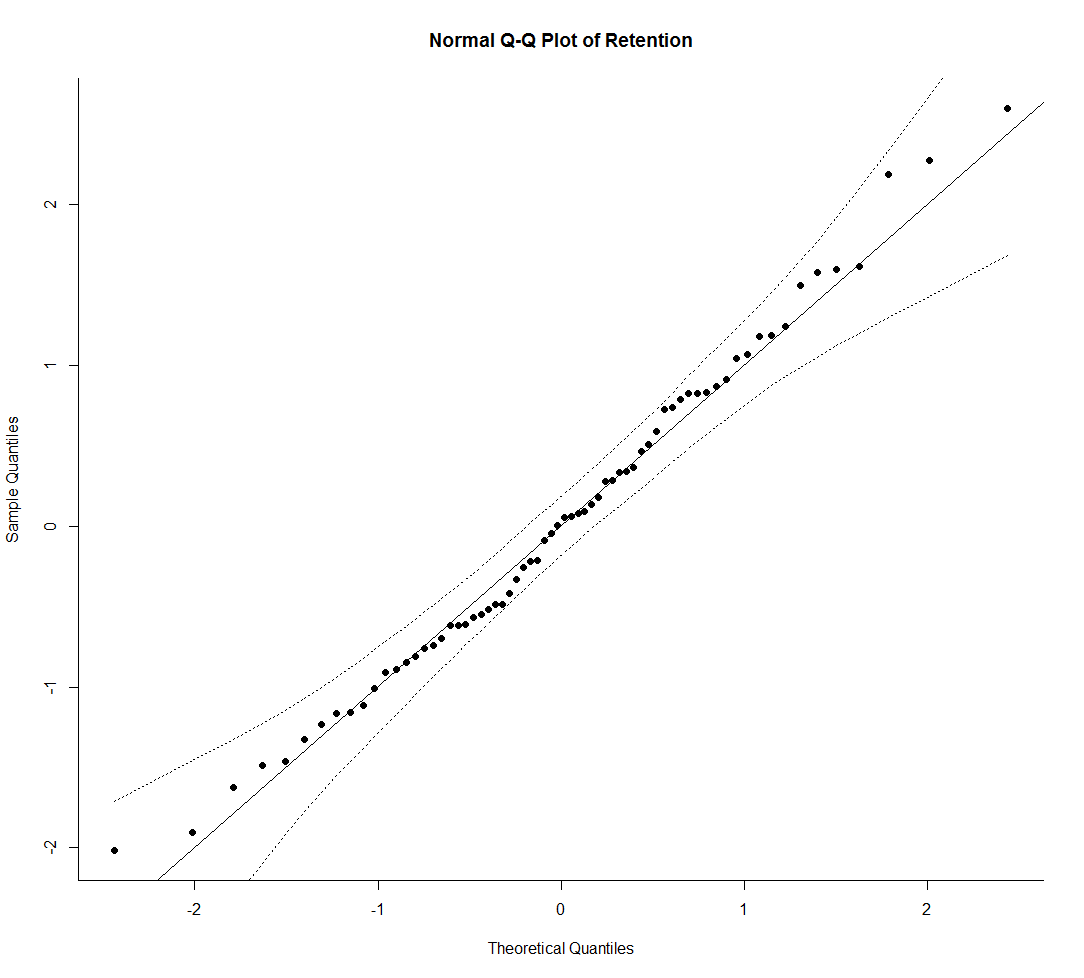 Normal Q-Q Plot of Retention
Sample Quantiles
2
1
0
-1
-2
-2 -1 0 1 2
Theoretical Quantiles